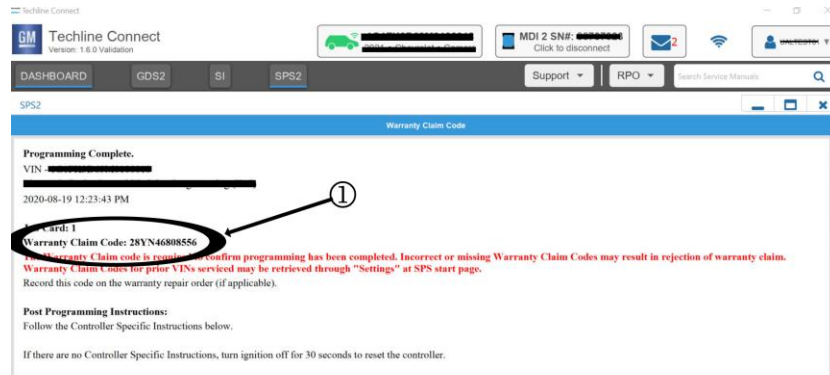 Techline Connect
GM
Techline Connect
Version: 1.6.0 Validation
MDI 2 SN#:
Click to disconnect
2
DASHBOARD
GDS2
SI
SPS2
Support
RPO
Search Service Manuals
SPS2
Warranty Claim Code
Programming Complete.
VIN -
2020-08-19 12:23:43 PM
1
Card: 1
Warranty Claim Code: 28YN46808556
The Warranty Claim code is required to confirm programming has been completed. Incorrect or missing Warranty Claim Codes may result in rejection of warranty claim.
Warranty Claim Codes for prior VINs serviced may be retrieved through "Settings" at SPS start page.
Record this code on the warranty repair order (if applicable).
Post Programming Instructions:
Follow the Controller Specific Instructions below.
If there are no Controller Specific Instructions, turn ignition off for 30 seconds to reset the controller.